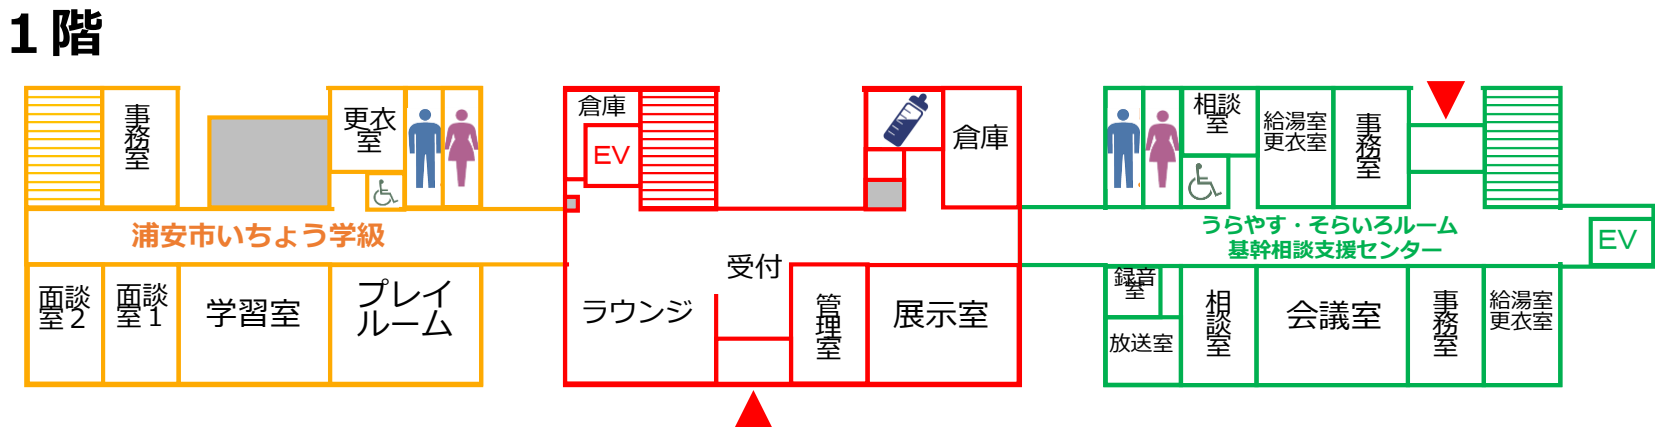 １階
事務室
更衣室
倉庫
EV
倉庫
相談室
給湯室
更衣室
事務室
浦安市いちょう学級
うらやす・そらいろルーム
基幹相談支援センター
EV
受付
面談室２
面談室１
学習室
プレイルーム
ラウンジ
管理室
展示室
録音室
放送室
相談室
会議室
事務室
給湯室
更衣室